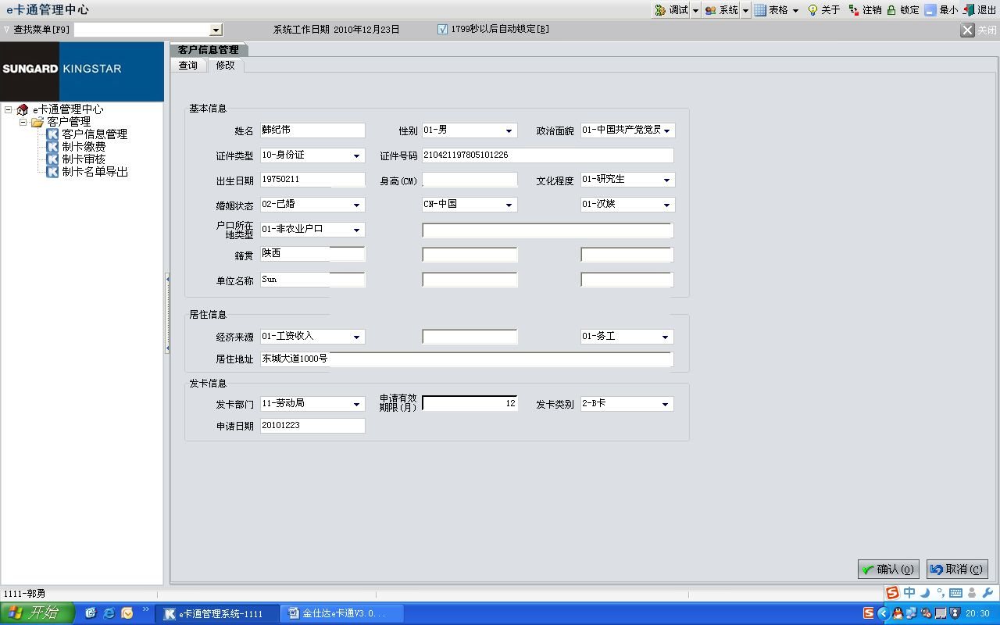 e卡通管理中心 调试 系统 表格 关于 注销 锁定 最小 退出
查找菜单[F9] 系统工作日期 2010年12月23日 1799秒以后自动锁定[B] 关闭
SUNGARD KINGSTAR
e卡通管理中心
客户管理
客户信息管理
制卡缴费
制卡审核
制卡名单导出
客户信息管理
查询 修改
基本信息
姓名 韩纪伟 性别 01-男 政治面貌 01-中国共产党党员
证件类型 10-身份证 证件号码 210421197805101226
出生日期 19750211 身高(CM) 文化程度 01-研究生
婚姻状态 02-已婚 CN-中国 01-汉族
户口所在
地类型 01-非农业户口
籍贯 陕西
单位名称 Sun
居住信息
经济来源 01-工资收入 01-务工
居住地址 东城大道1000号
发卡信息
发卡部门 11-劳动局 申请有效
期限(月) 12 发卡类别 2-B卡
申请日期 20101223
确认(O) 取消(C)
1111-郭勇
中
开始 e卡通管理系统-1111 金仕达e卡通V3.0... 20:30